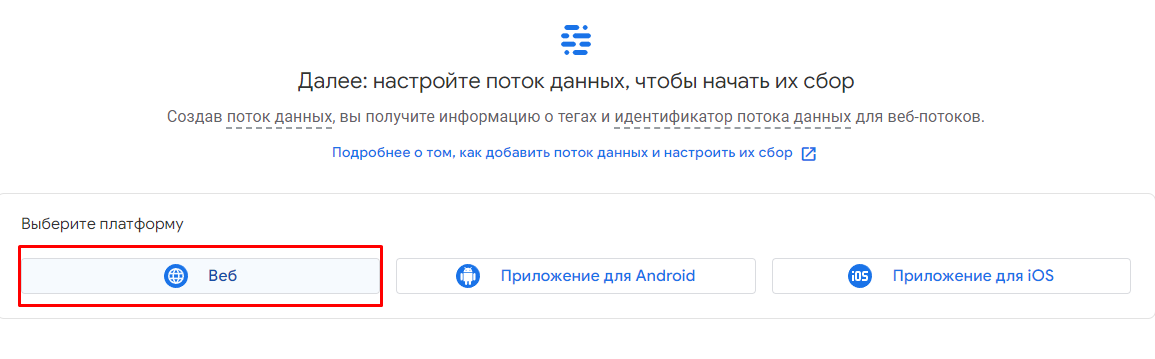 Далее: настройте поток данных, чтобы начать их сбор
Создав поток данных, вы получите информацию о тегах и идентификатор потока данных для веб-потоков.
Подробнее о том, как добавить поток данных и настроить их сбор
Выберите платформу
Веб
Приложение для Android
iOS Приложение для iOS